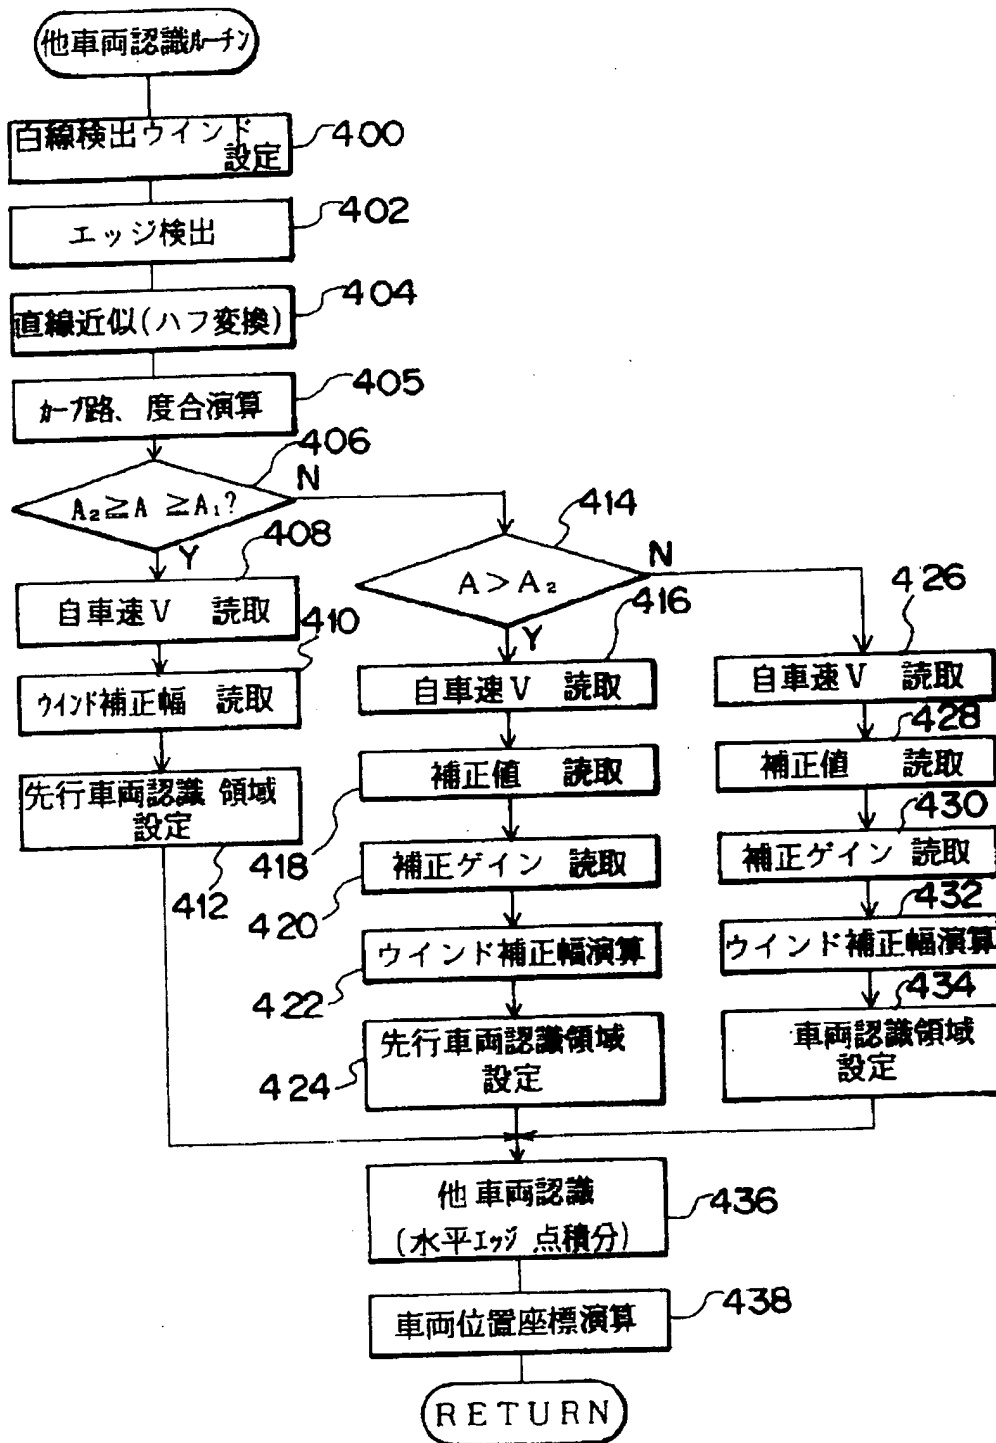 他車両認識ルーチン
白線検出ウインド
設定
400
エッジ検出
402
直線近似(ハフ変換)
404
カーブ路、度合演算
405
406
A₂≧A ≧A₁?
N
Y
408
自車速V 読取
410
ウインド補正幅 読取
先行車両認識 領域
設定
412
414
A>A₂
N
Y
416
自車速V 読取
補正値 読取
418
補正ゲイン 読取
420
ウインド補正幅演算
422
先行車両認識領域
設定
424
426
自車速V 読取
428
補正値 読取
430
補正ゲイン 読取
432
ウインド補正幅演算
434
車両認識領域
設定
他車両認識
(水平エッジ 点積分)
436
車両位置座標演算
438
RETURN